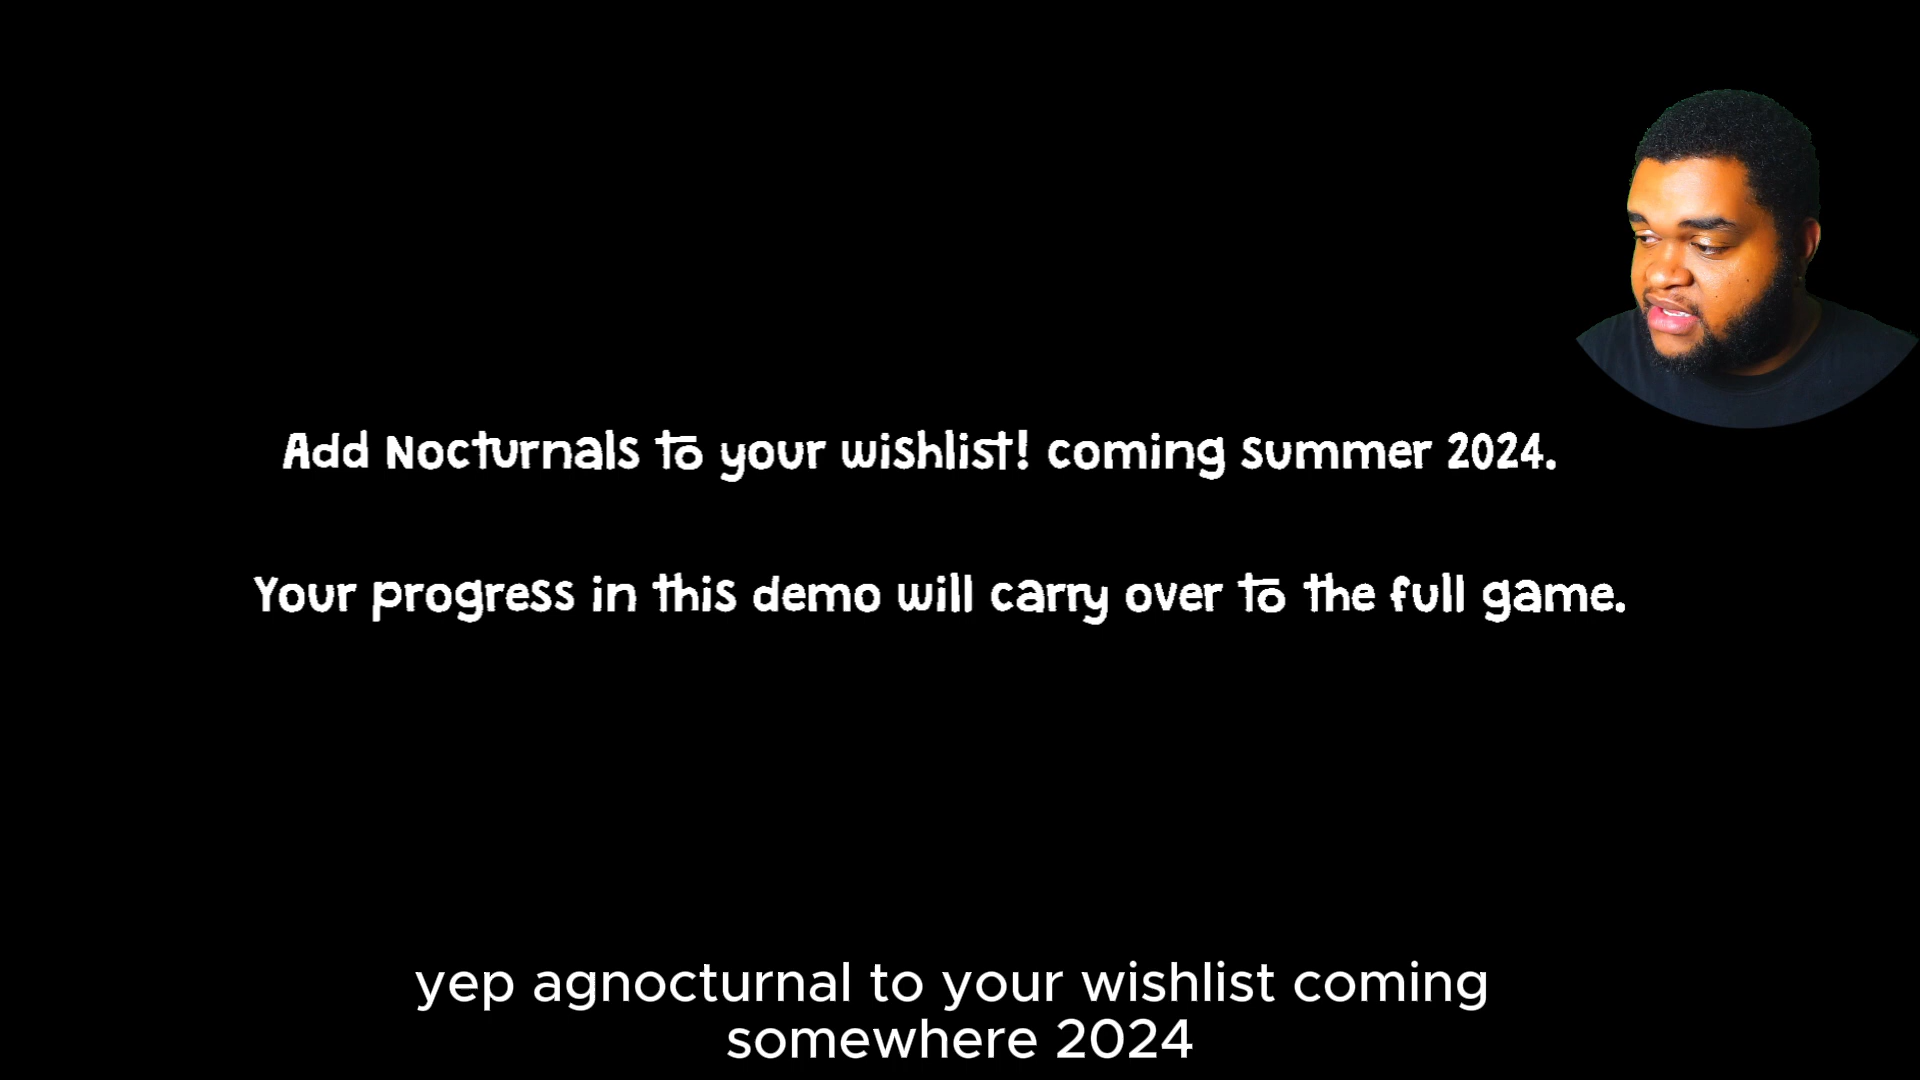 Add Nocturnals to your wishlist! coming summer 2024.
Your progress in this demo will carry over to the full game.
yep agnocturnal to your wishlist coming
somewhere 2024